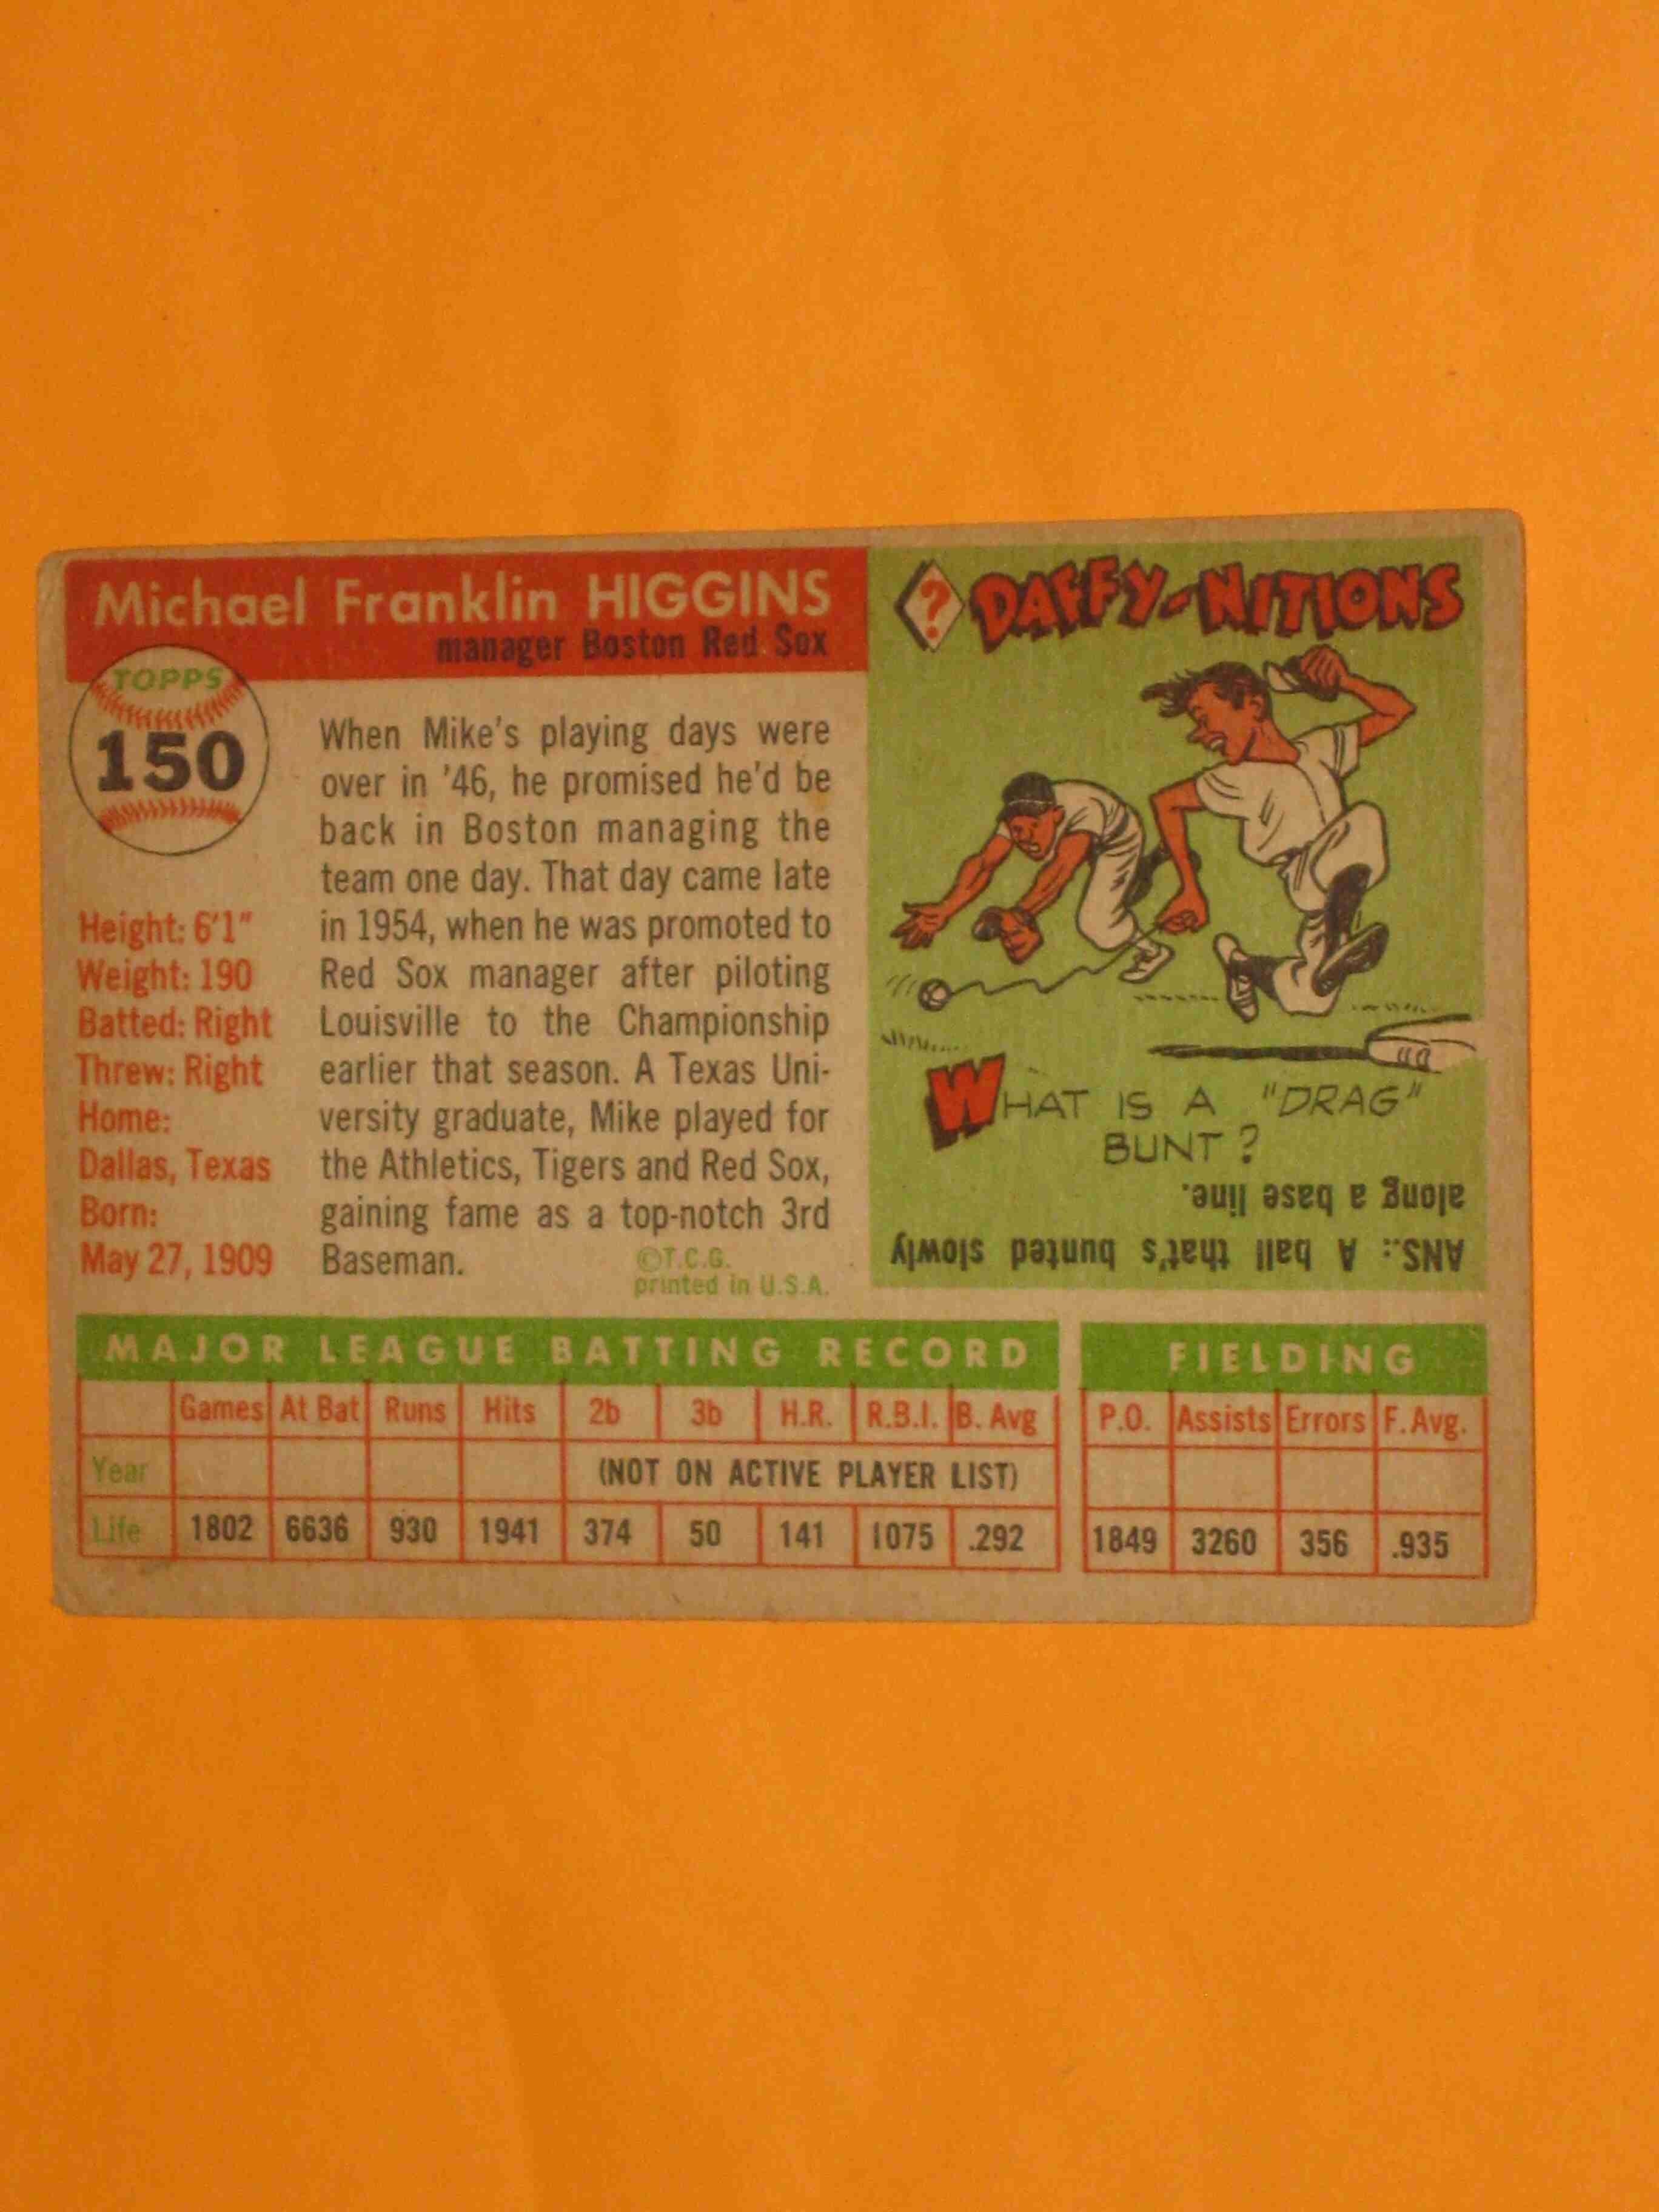 Michael Franklin HIGGINS
manager Boston Red Sox
TOPPS
150
Height: 6'1"
Weight: 190
Batted: Right
Threw: Right
Home:
Dallas, Texas
Born:
May 27, 1909
When Mike's playing days were
over in '46, he promised he'd be
back in Boston managing the
team one day. That day came late
in 1954, when he was promoted to
Red Sox manager after piloting
Louisville to the Championship
earlier that season. A Texas Uni-
versity graduate, Mike played for
the Athletics, Tigers and Red Sox,
gaining fame as a top-notch 3rd
Baseman.
©T.C.G.
printed in U.S.A.
? DAFFY-NITIONS
WHAT IS A "DRAG"
BUNT?
ANS.: A ball that's bunted slowly
along a base line.
MAJOR LEAGUE BATTING RECORD
Games At Bat Runs Hits 2b 3b H.R. R.B.I. B. Avg
Year (NOT ON ACTIVE PLAYER LIST)
Life 1802 6636 930 1941 374 50 141 1075 .292
FIELDING
P.O. Assists Errors F. Avg.
1849 3260 356 .935